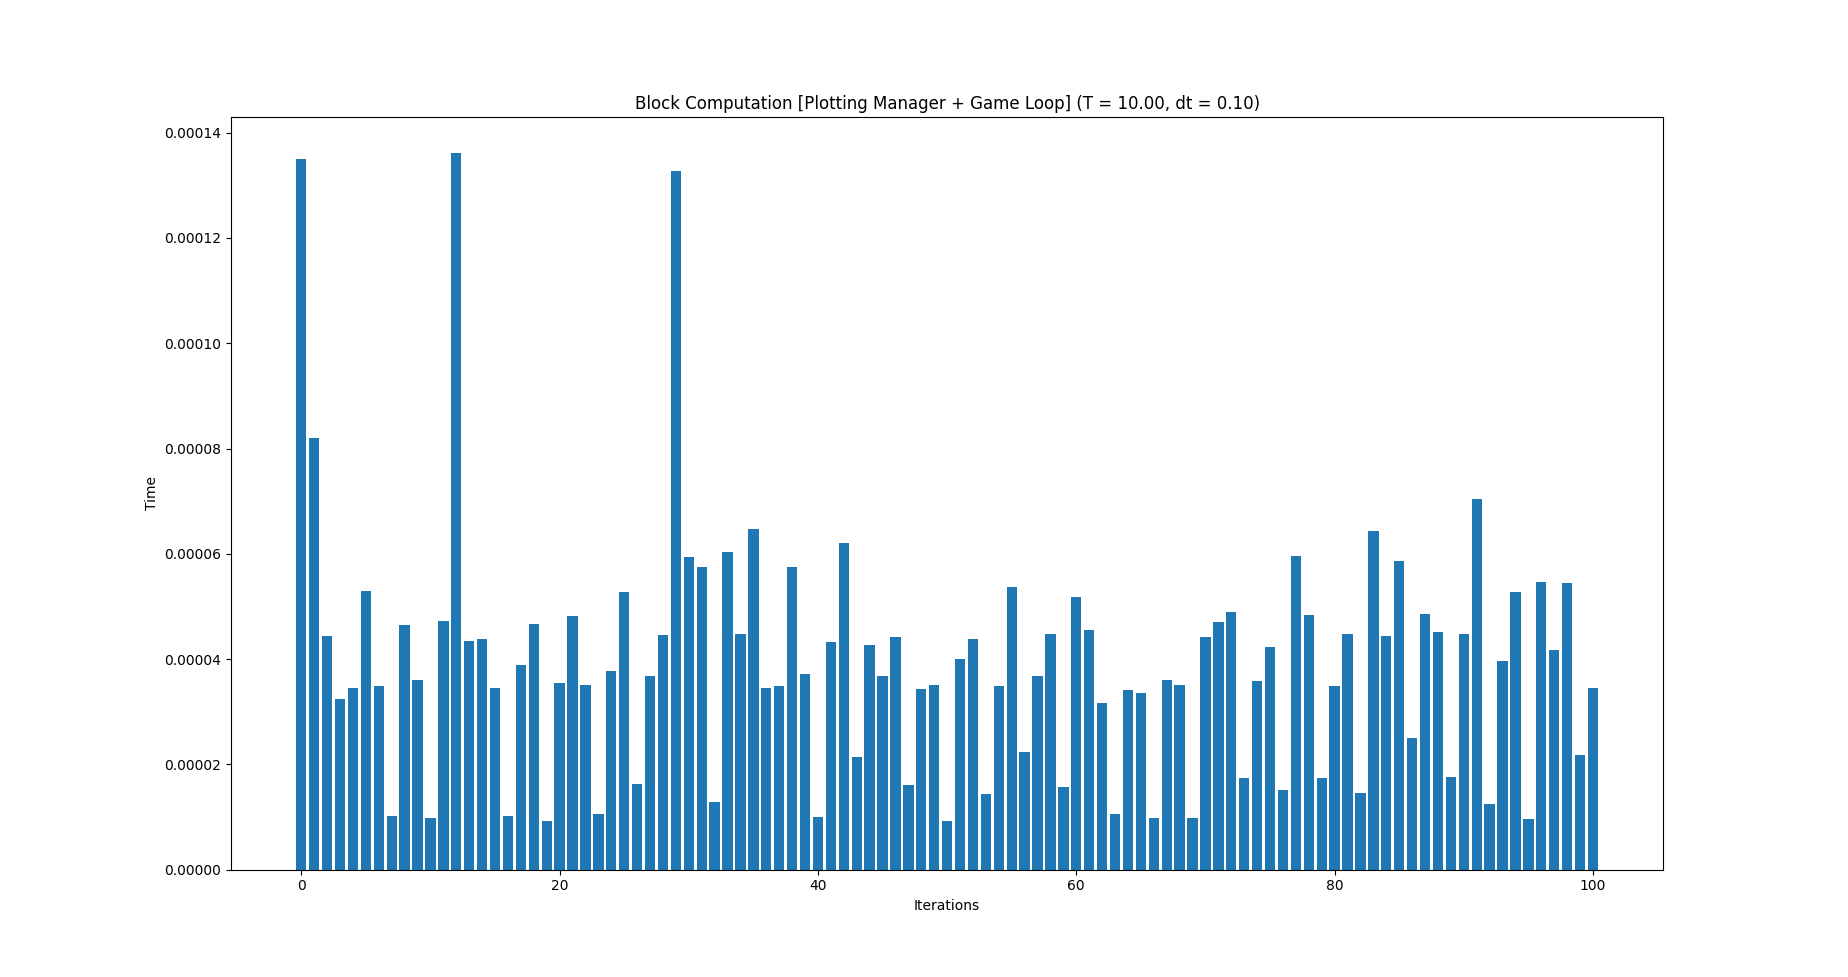 Block Computation [Plotting Manager + Game Loop] (T = 10.00, dt = 0.10)
0.00014
0.00012
0.00010
0.00008
Time
0.00006
0.00004
0.00002
0.00000
0 20 40 60 80 100
Iterations